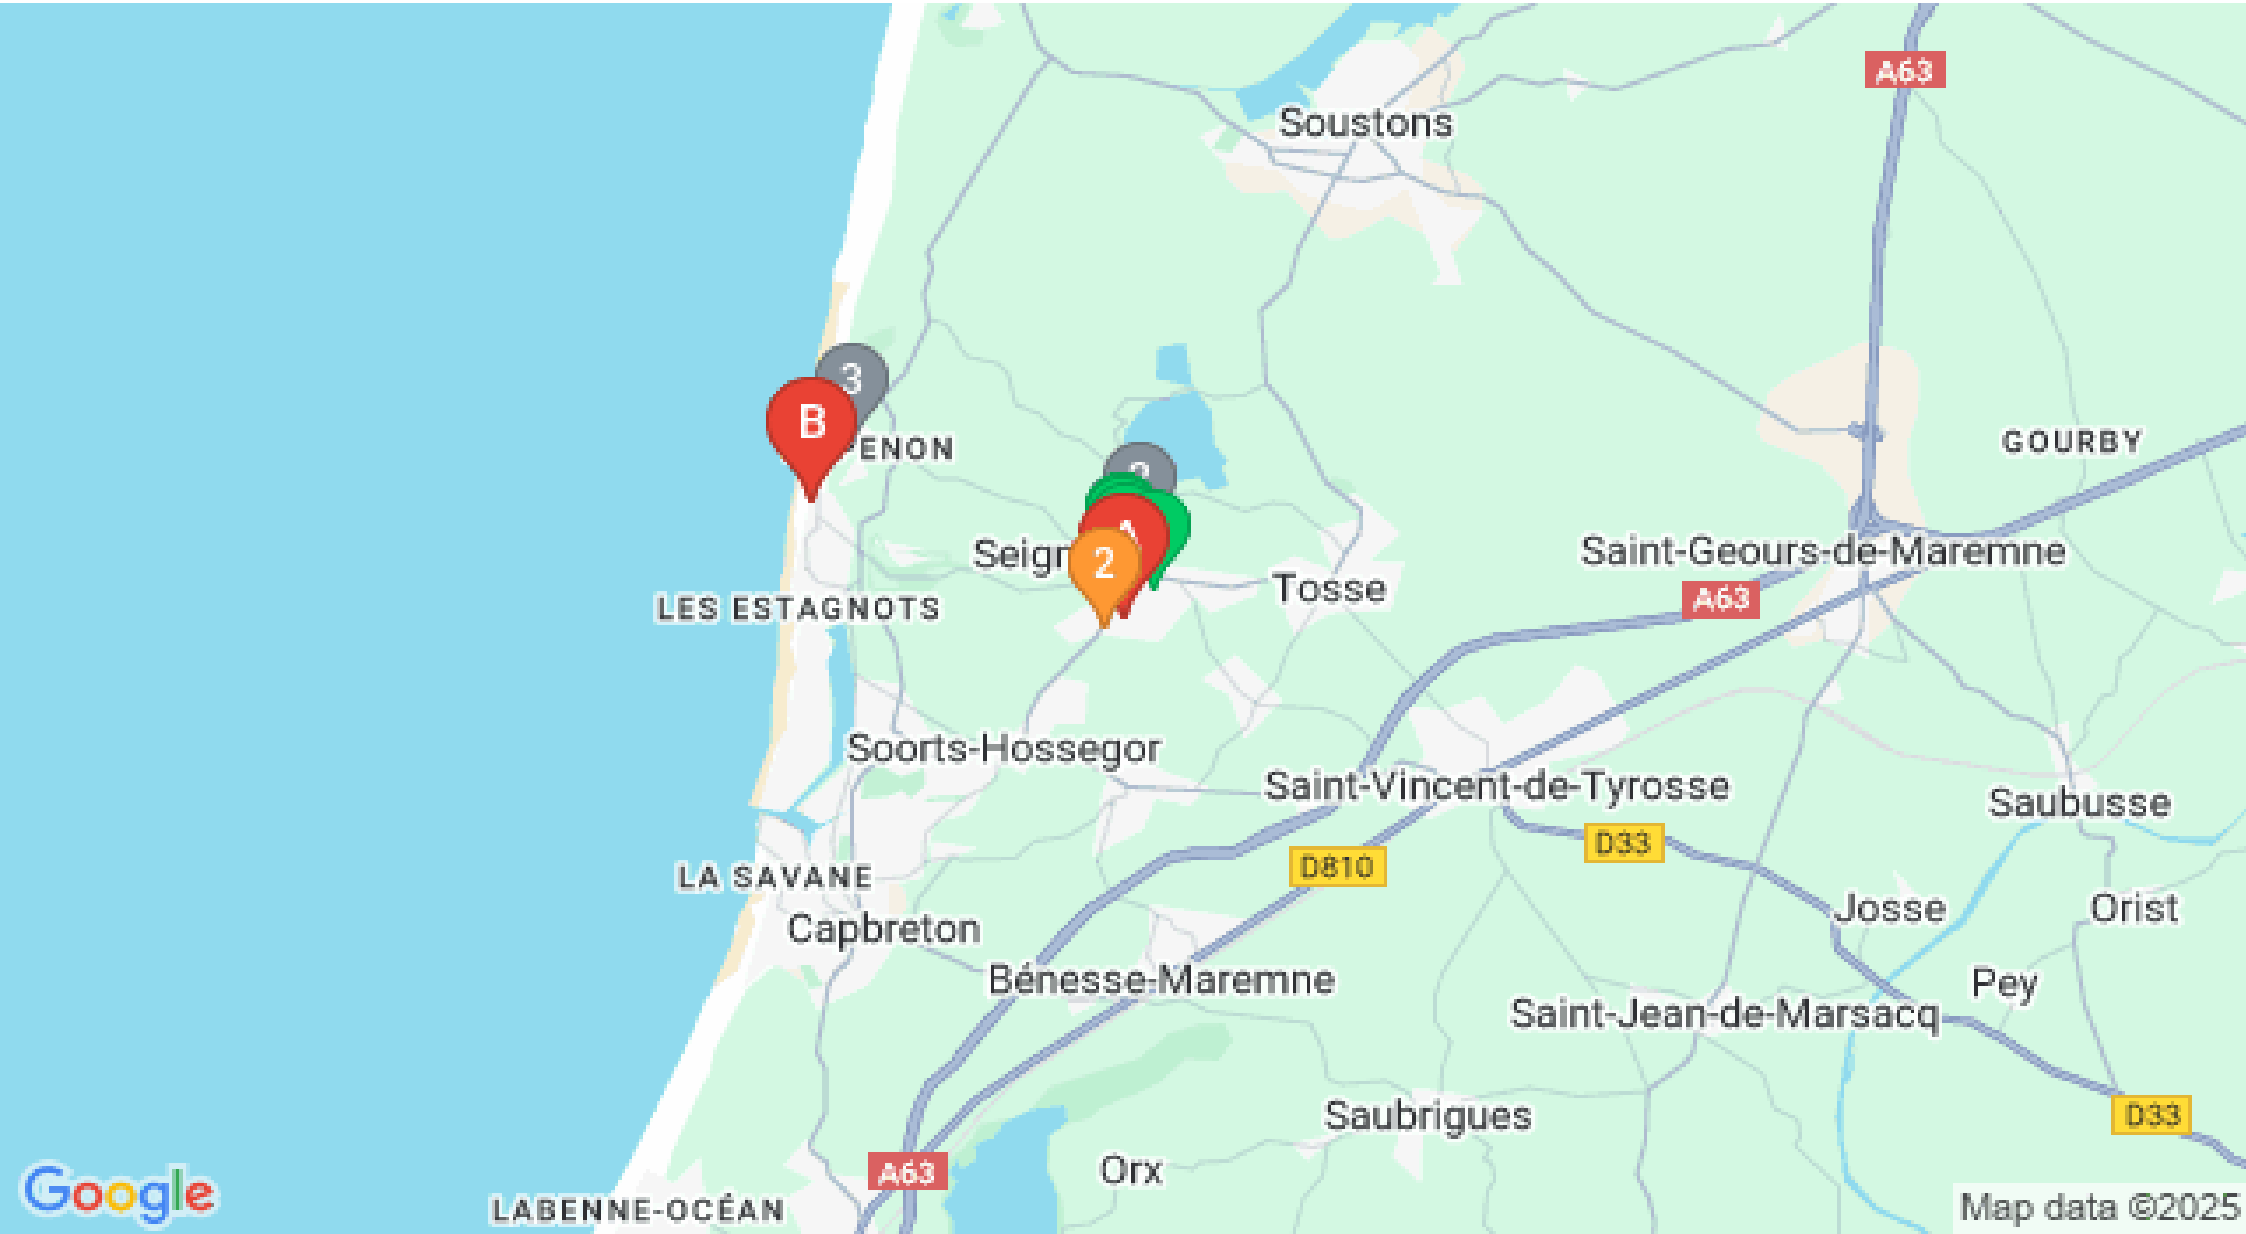 A63
Soustons
3
B
PENON
GOURBY
A
2
Seign
Saint-Geours-de-Maremne
Tosse
A63
LES ESTAGNOTS
Soorts-Hossegor
Saint-Vincent-de-Tyrosse
Saubusse
D33
D810
LA SAVANE
Josse
Orist
Capbreton
Bénesse-Maremne
Pey
Saint-Jean-de-Marsacq
Saubrigues
D33
Orx
A63
Google
LABENNE-OCÉAN
Map data ©2025